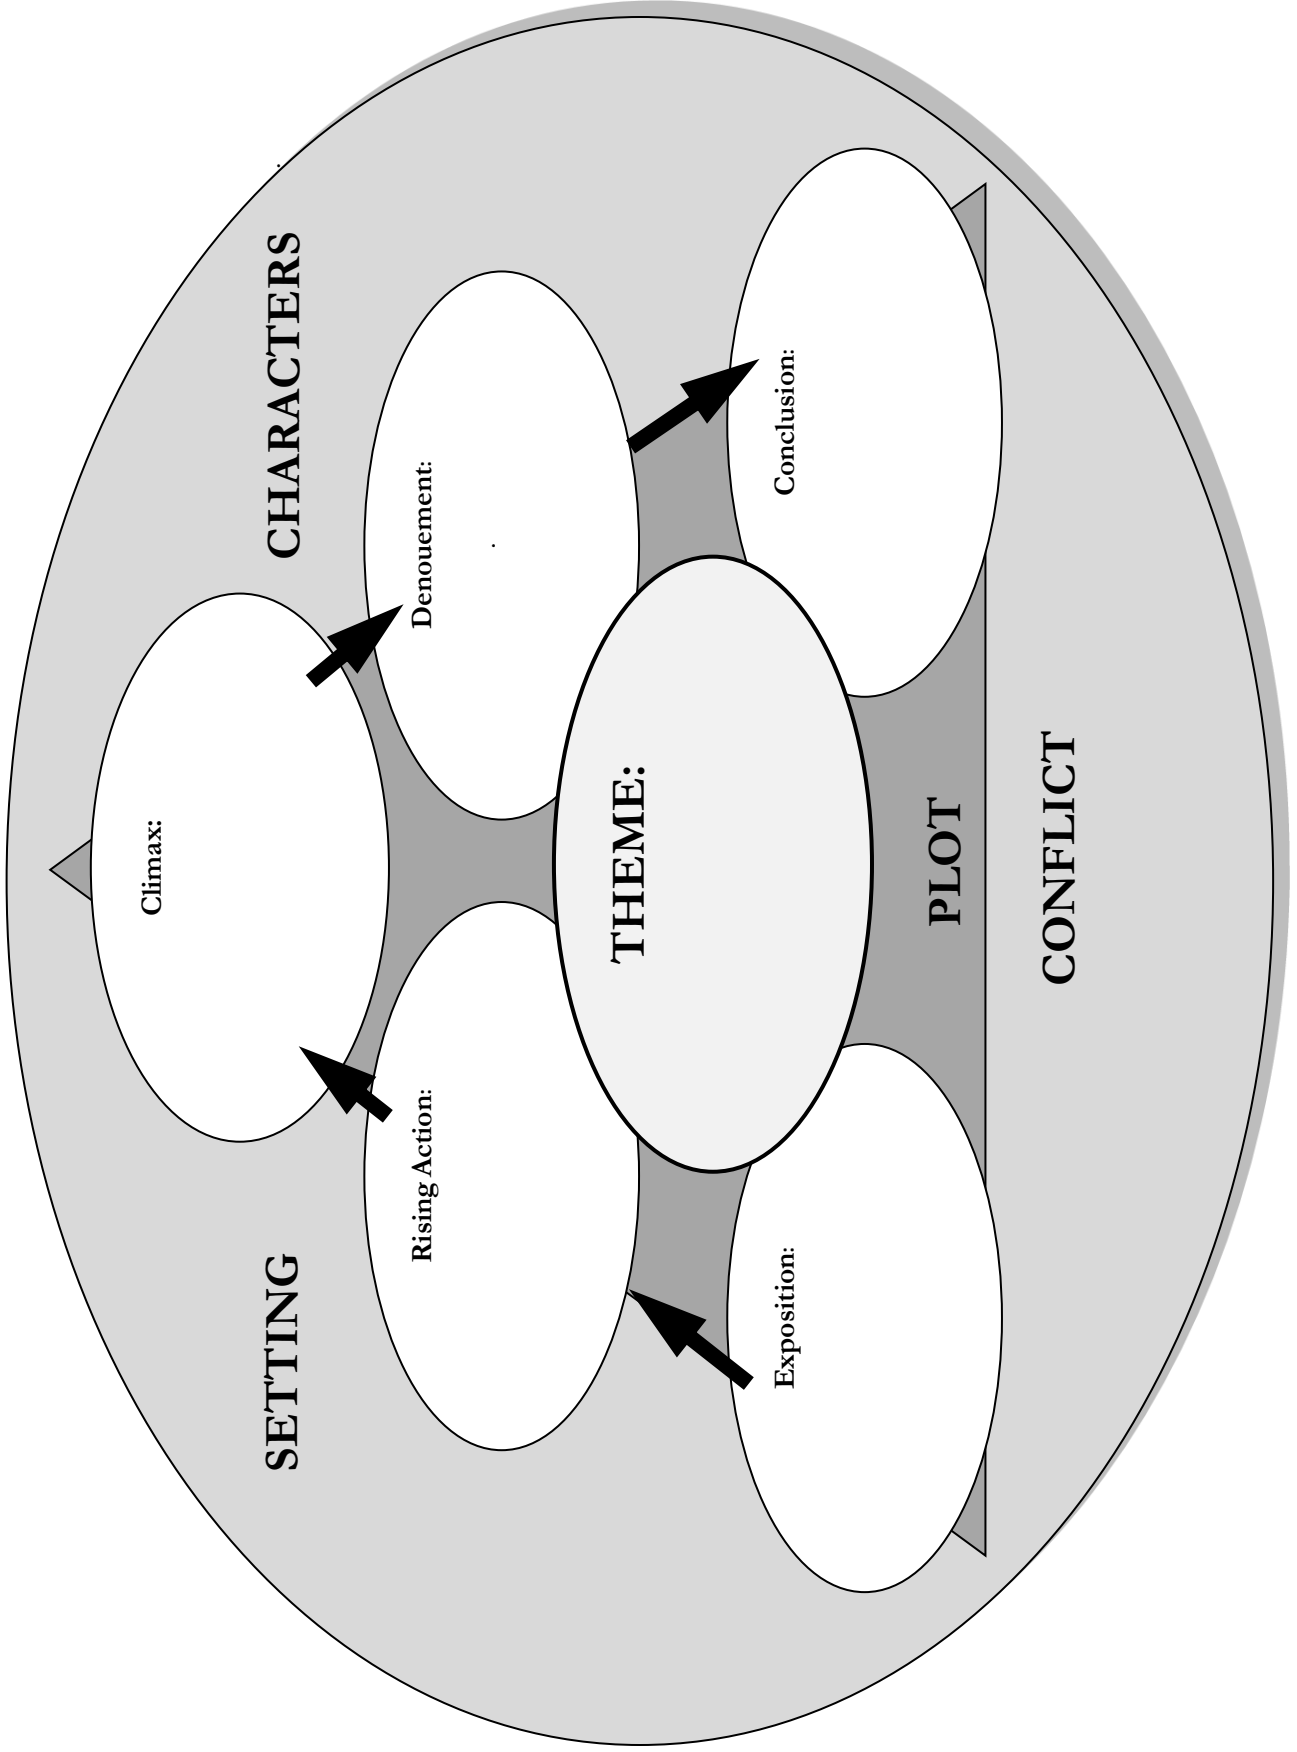 Climax:
SETTING
CHARACTERS
Rising Action:
Denouement:
THEME:
Exposition:
Conclusion:
PLOT
CONFLICT